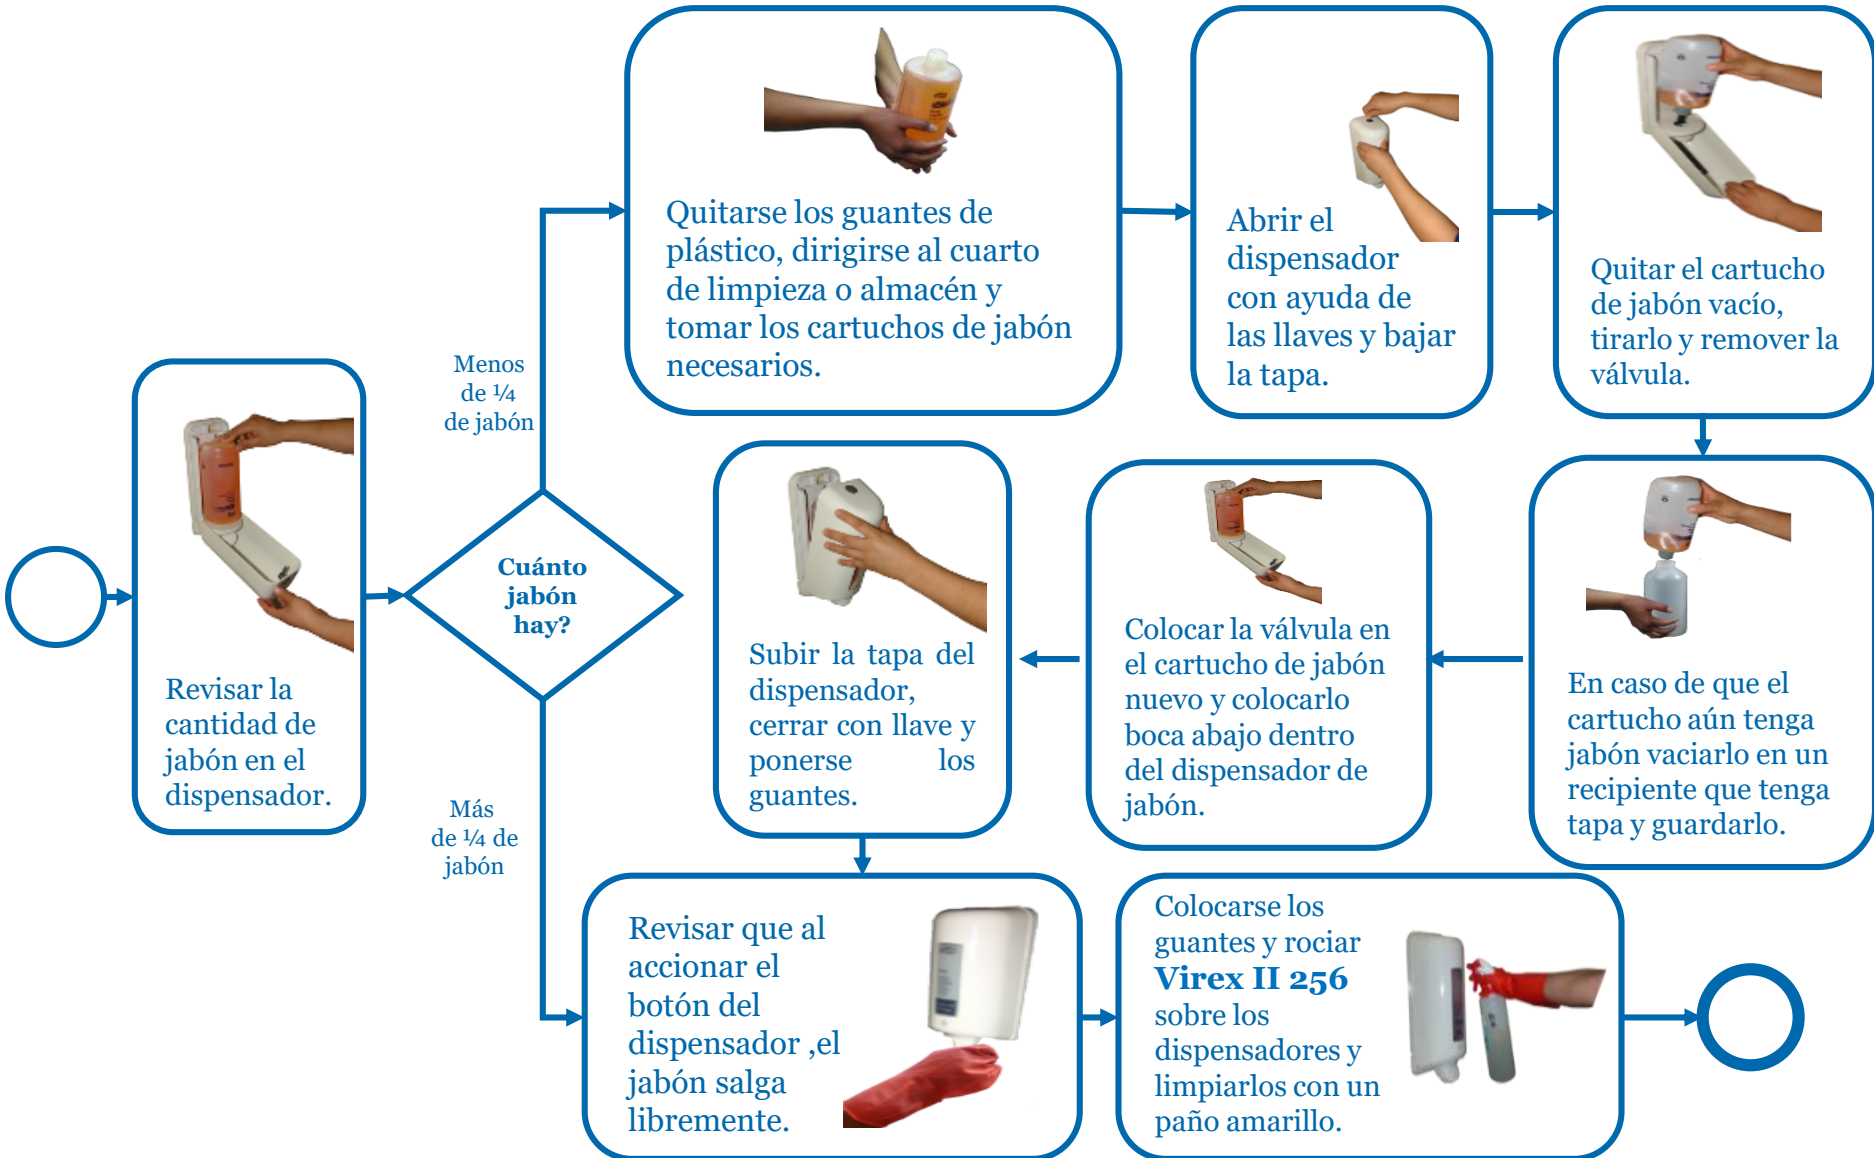 Revisar la
cantidad de
jabón en el
dispensador.
Cuánto
jabón
hay?
Menos
de ¼
de jabón
Quitarse los guantes de
plástico, dirigirse al cuarto
de limpieza o almacén y
tomar los cartuchos de jabón
necesarios.
Abrir el
dispensador
con ayuda de
las llaves y bajar
la tapa.
Quitar el cartucho
de jabón vacío,
tirarlo y remover la
válvula.
En caso de que el
cartucho aún tenga
jabón vaciarlo en un
recipiente que tenga
tapa y guardarlo.
Colocar la válvula en
el cartucho de jabón
nuevo y colocarlo
boca abajo dentro
del dispensador de
jabón.
Subir la tapa del
dispensador,
cerrar con llave y
ponerse los
guantes.
Más
de ¼ de
jabón
Revisar que al
accionar el
botón del
dispensador ,el
jabón salga
libremente.
Colocarse los
guantes y rociar
Virex II 256
sobre los
dispensadores y
limpiarlos con un
paño amarillo.